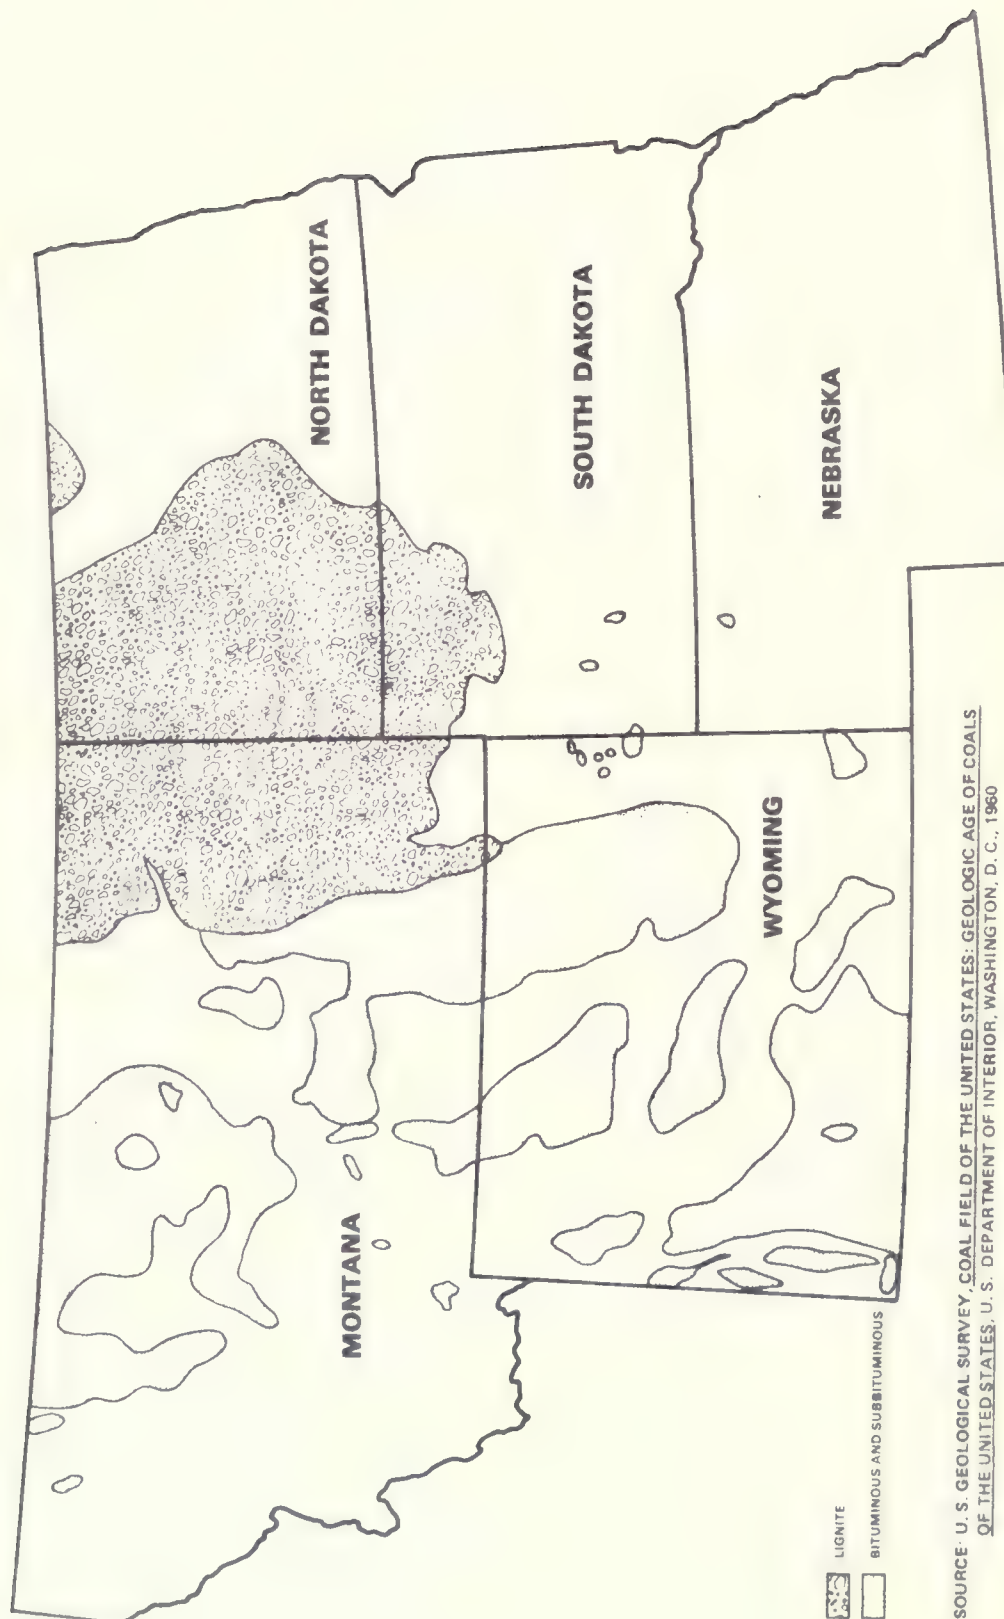 MONTANA
NORTH DAKOTA
SOUTH DAKOTA
WYOMING
NEBRASKA
LIGNITE
BITUMINOUS AND SUBBITUMINOUS
SOURCE: U. S. GEOLOGICAL SURVEY, COAL FIELD OF THE UNITED STATES: GEOLOGIC AGE OF COALS
OF THE UNITED STATES, U. S. DEPARTMENT OF INTERIOR, WASHINGTON, D. C., 1960